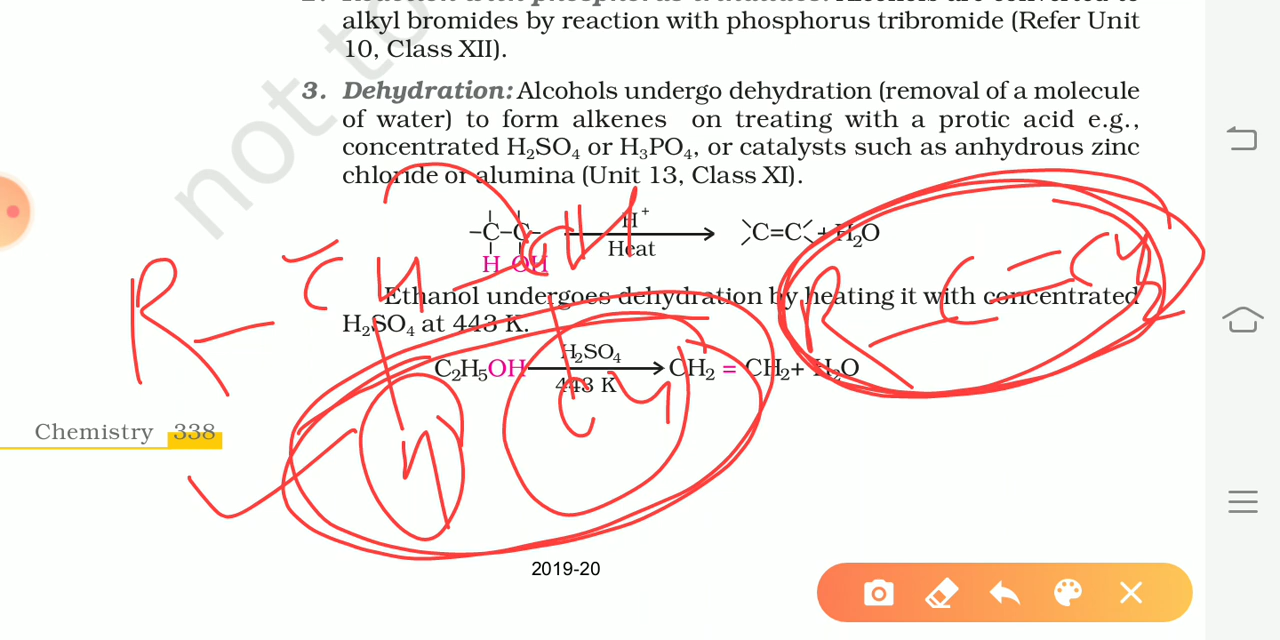 alkyl bromides by reaction with phosphorus tribromide (Refer Unit
10, Class XII).
3. Dehydration: Alcohols undergo dehydration (removal of a molecule
of water) to form alkenes on treating with a protic acid e.g.,
concentrated H₂SO₄ or H₃PO₄, or catalysts such as anhydrous zinc
chloride or alumina (Unit 13, Class XI).
–C–C– H⁺ >C=C< + H₂O
Heat
H OH
Ethanol undergoes dehydration by heating it with concentrated
H₂SO₄ at 443 K.
H₂SO₄
C₂H₅OH CH₂ = CH₂ + H₂O
443 K
Chemistry 338
2019-20
not to